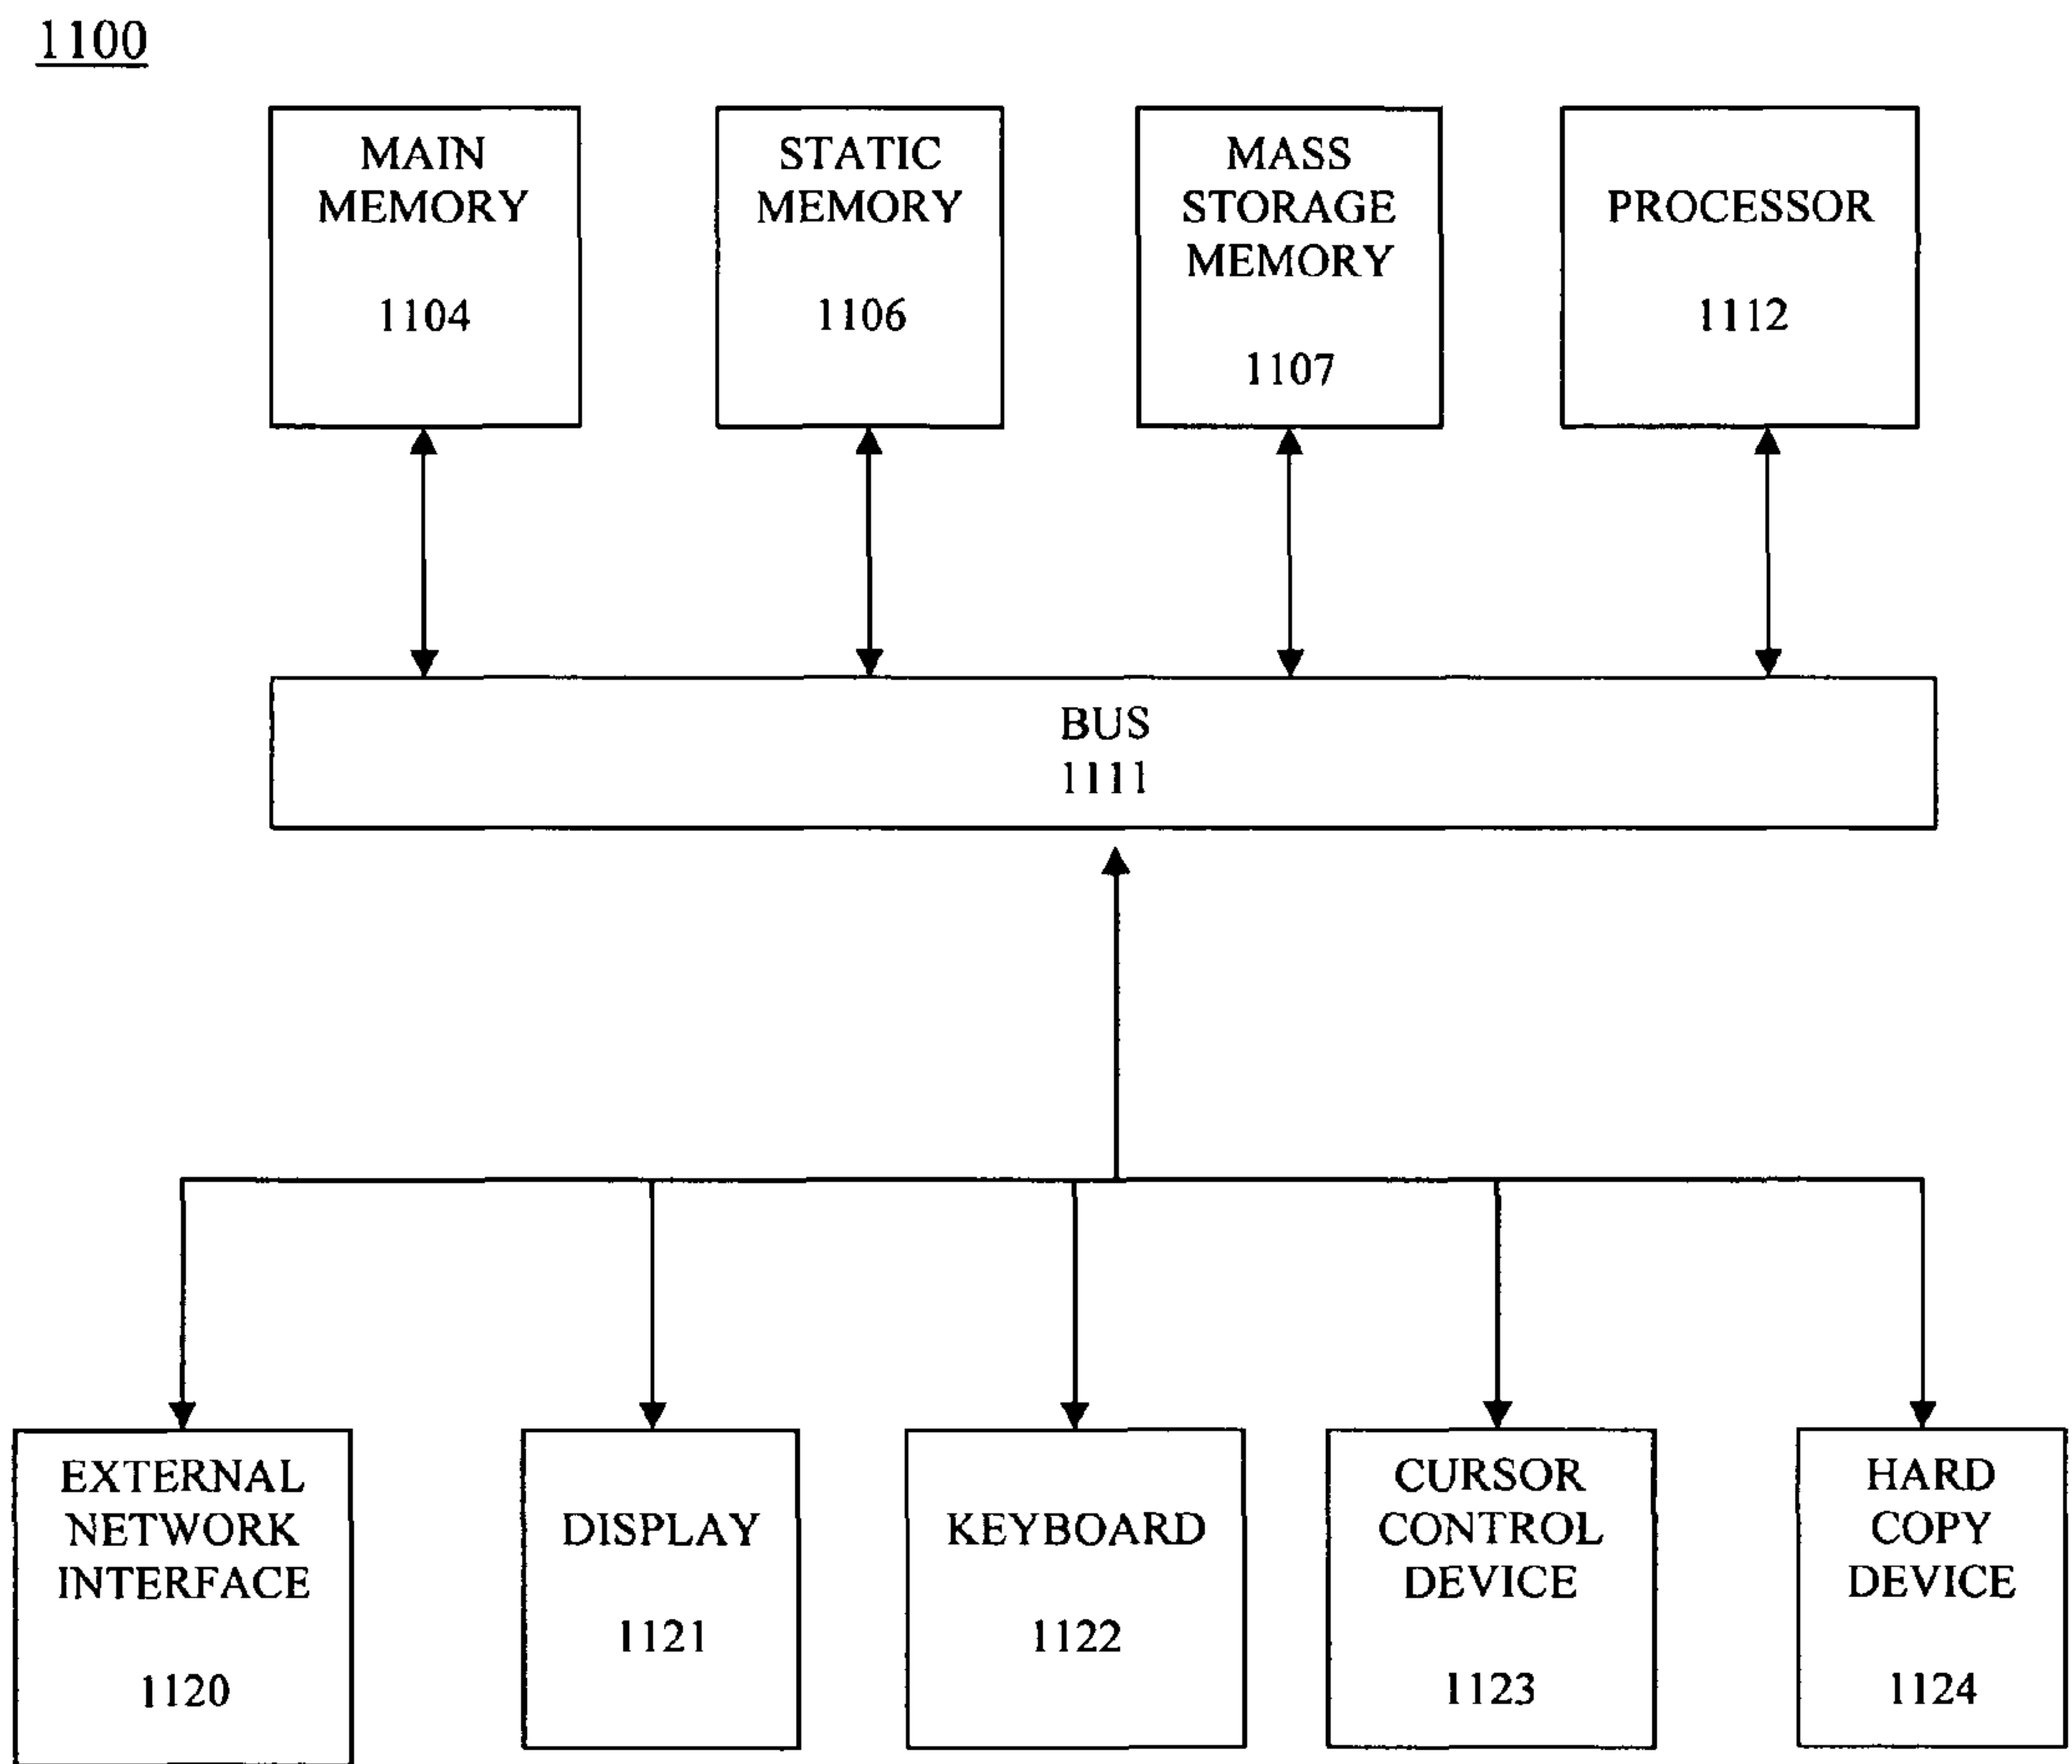 1100
MAIN
MEMORY
1104
STATIC
MEMORY
1106
MASS
STORAGE
MEMORY
1107
PROCESSOR
1112
BUS
1111
EXTERNAL
NETWORK
INTERFACE
1120
DISPLAY
1121
KEYBOARD
1122
CURSOR
CONTROL
DEVICE
1123
HARD
COPY
DEVICE
1124